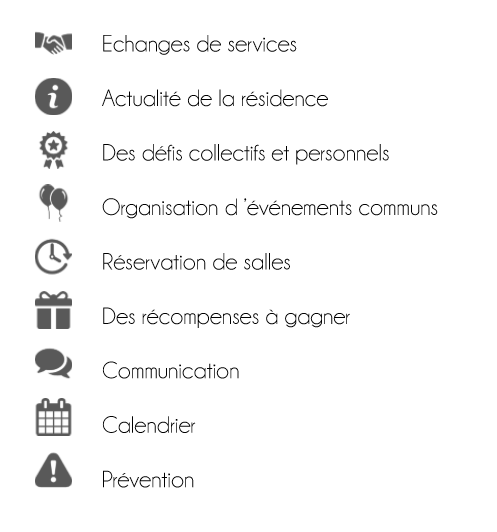 Echanges de services
Actualité de la résidence
Des défis collectifs et personnels
Organisation d 'événements communs
Réservation de salles
Des récompenses à gagner
Communication
Calendrier
Prévention